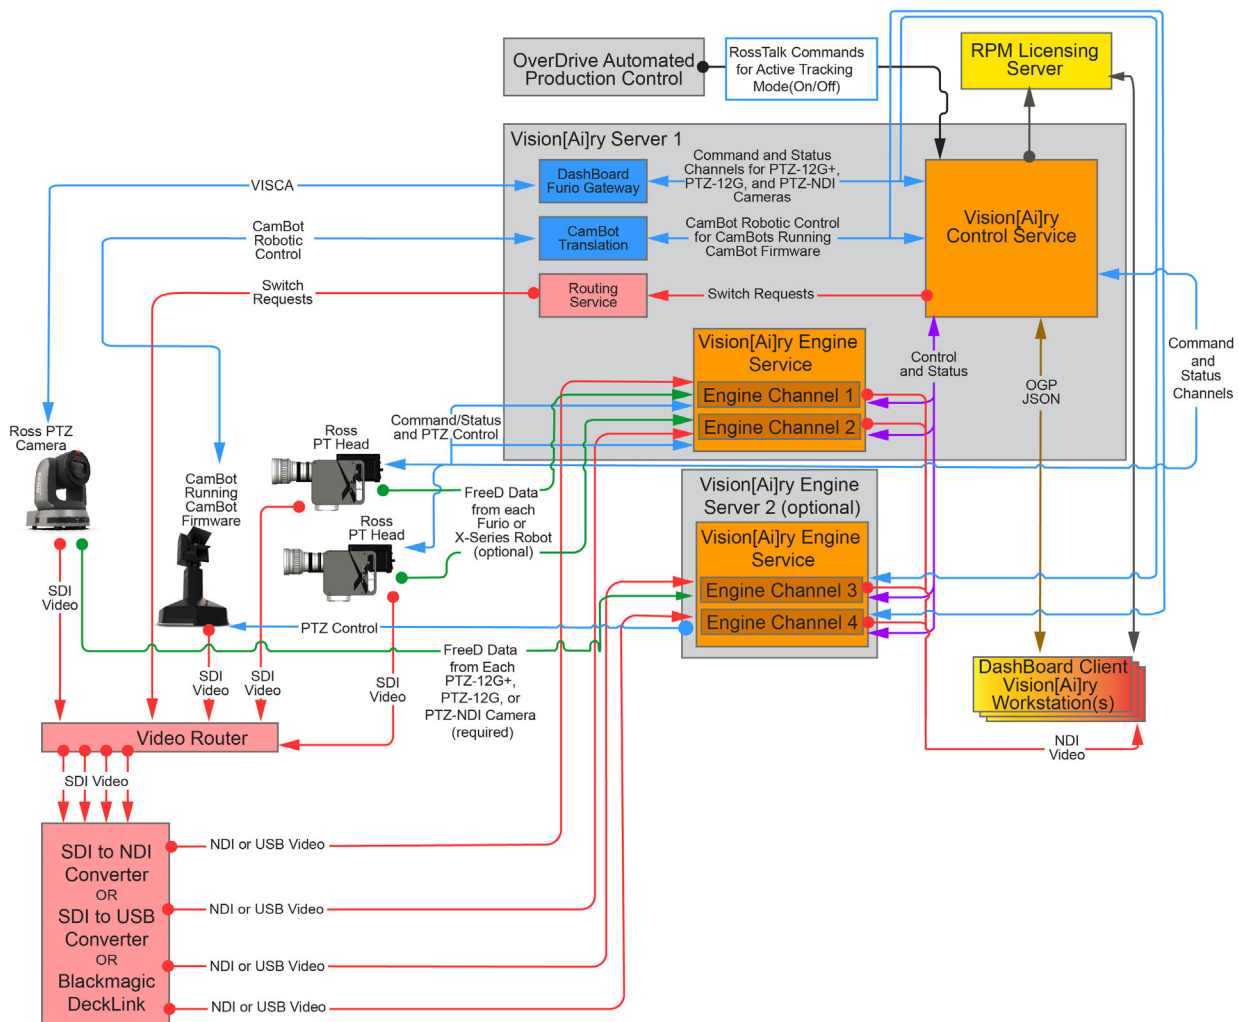 OverDrive Automated
Production Control
RossTalk Commands
for Active Tracking
Mode(On/Off)
RPM Licensing
Server
Vision[Ai]ry Server 1
DashBoard
Furio Gateway
Command and Status
Channels for PTZ-12G+,
PTZ-12G, and PTZ-NDI
Cameras
Vision[Ai]ry
Control Service
VISCA
CamBot
Robotic
Control
CamBot
Translation
CamBot Robotic Control
for CamBots Running
CamBot Firmware
Switch
Requests
Routing
Service
Switch Requests
Vision[Ai]ry Engine
Service
Engine Channel 1
Engine Channel 2
Control
and Status
OGP
JSON
Command
and
Status
Channels
Ross PTZ
Camera
Ross
PT Head
Command/Status
and PTZ Control
CamBot
Running
CamBot
Firmware
Ross
PT Head
FreeD Data
from each
Furio or
X-Series Robot
(optional)
Vision[Ai]ry Engine
Server 2 (optional)
Vision[Ai]ry Engine
Service
Engine Channel 3
Engine Channel 4
SDI
Video
PTZ Control
SDI
Video
SDI
Video
SDI
Video
FreeD Data
from Each
PTZ-12G+,
PTZ-12G, or
PTZ-NDI Camera
(required)
DashBoard Client
Vision[Ai]ry
Workstation(s)
NDI
Video
Video Router
SDI Video
SDI to NDI
Converter
OR
SDI to USB
Converter
OR
Blackmagic
DeckLink
NDI or USB Video
NDI or USB Video
NDI or USB Video
NDI or USB Video